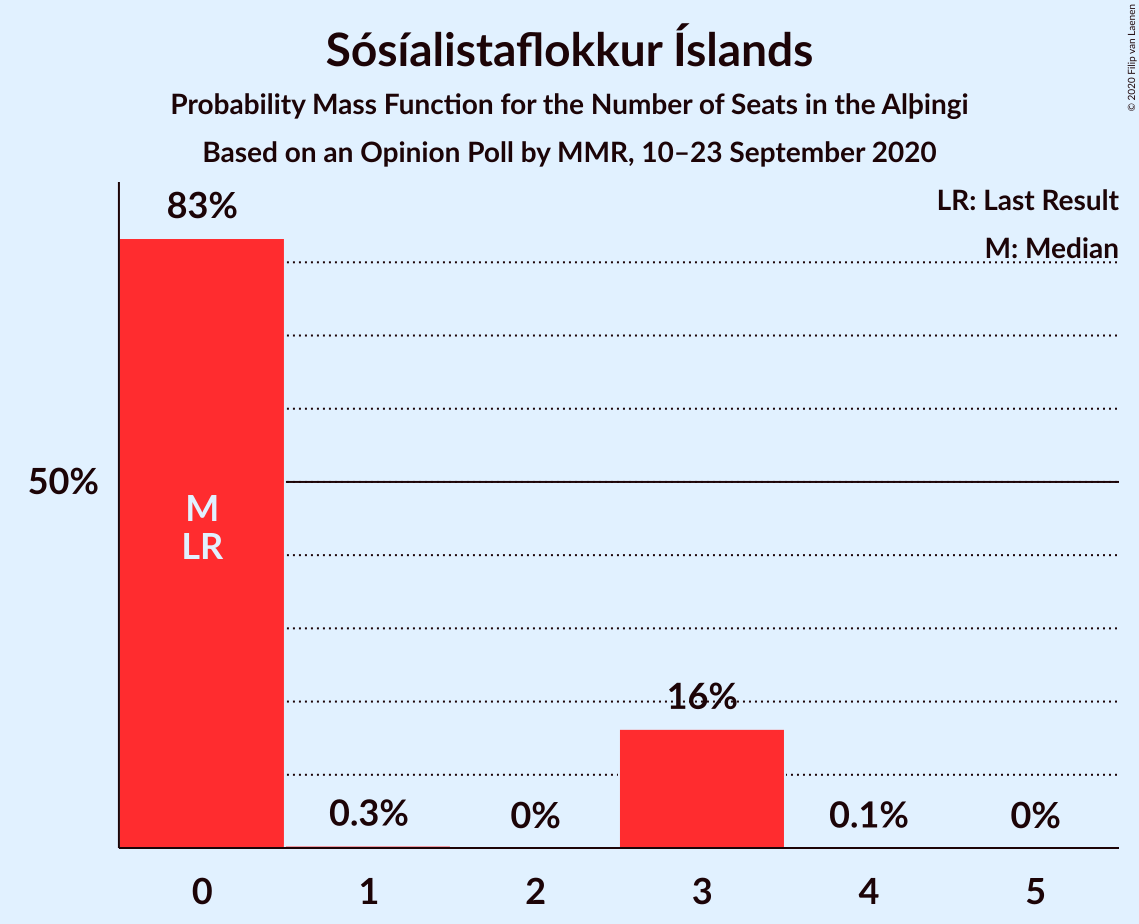 Sósíalistaflokkur Íslands
Probability Mass Function for the Number of Seats in the Alþingi
Based on an Opinion Poll by MMR, 10–23 September 2020
© 2020 Filip van Laenen
LR: Last Result
M: Median
83%
50%
M
LR
16%
0.3%
0%
0.1%
0%
0 1 2 3 4 5